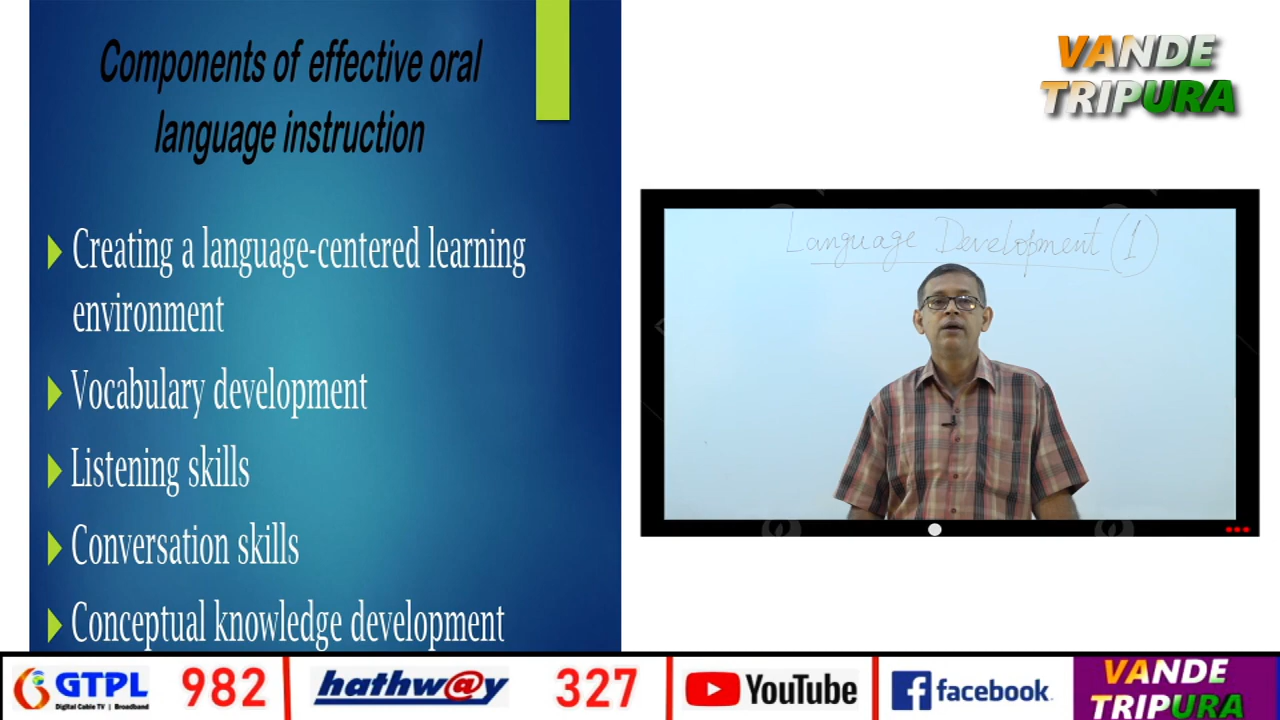 Components of effective oral
language instruction
Creating a language-centered learning
environment
Vocabulary development
Listening skills
Conversation skills
Conceptual knowledge development
VANDE
TRIPURA
Language Development (1)
GTPL
Digital Cable TV | Broadband
982
hathw@y
327
YouTube
facebook
VANDE
TRIPURA